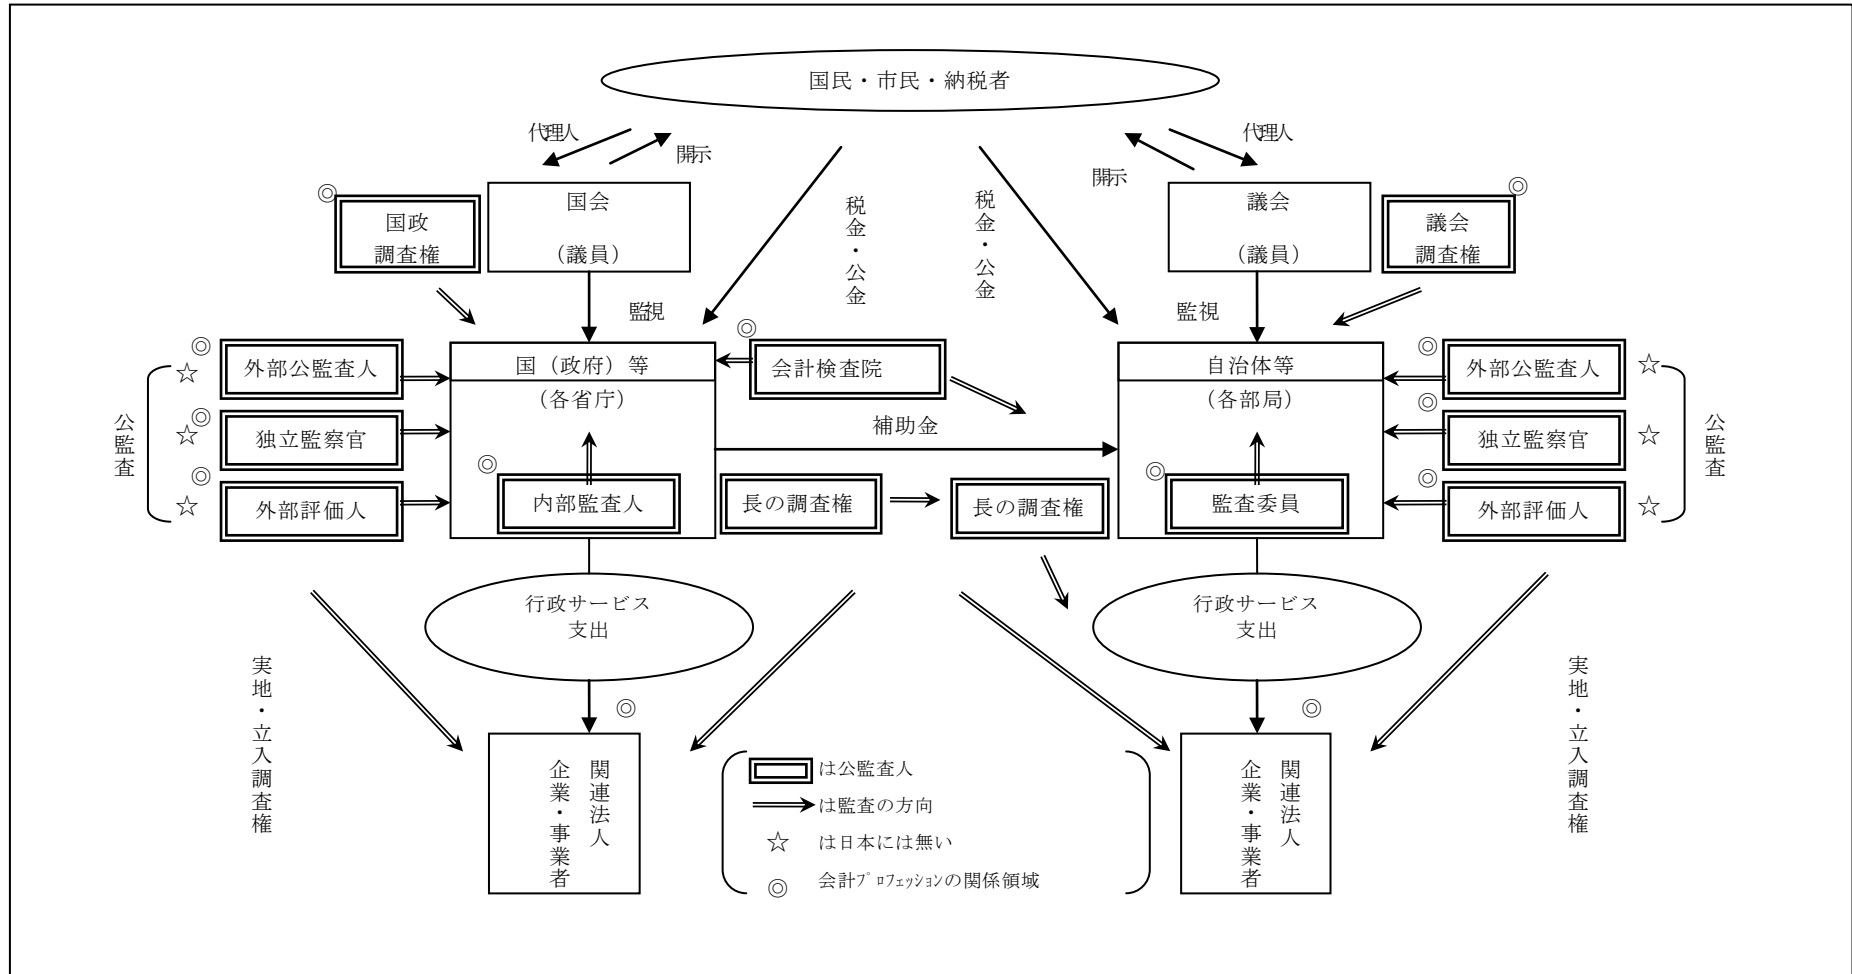 国民・市民・納税者
代理人
開示
代理人
開示
◎
国政
調査権
国会
（議員）
税金・公金
税金・公金
議会
（議員）
◎
議会
調査権
監視
監視
公監査
◎
☆
外部公監査人
◎
☆
独立監察官
◎
☆
外部評価人
国（政府）等
（各省庁）
◎
内部監査人
◎
会計検査院
補助金
長の調査権
長の調査権
自治体等
（各部局）
◎
監査委員
◎
外部公監査人
☆
◎
独立監察官
☆
◎
外部評価人
☆
公監査
行政サービス
支出
行政サービス
支出
実地・立入調査権
実地・立入調査権
◎
関連法人
企業・事業者
◎
関連法人
企業・事業者
は公監査人
は監査の方向
☆ は日本には無い
◎ 会計ﾌﾟﾛﾌｪｯｼｮﾝの関係領域